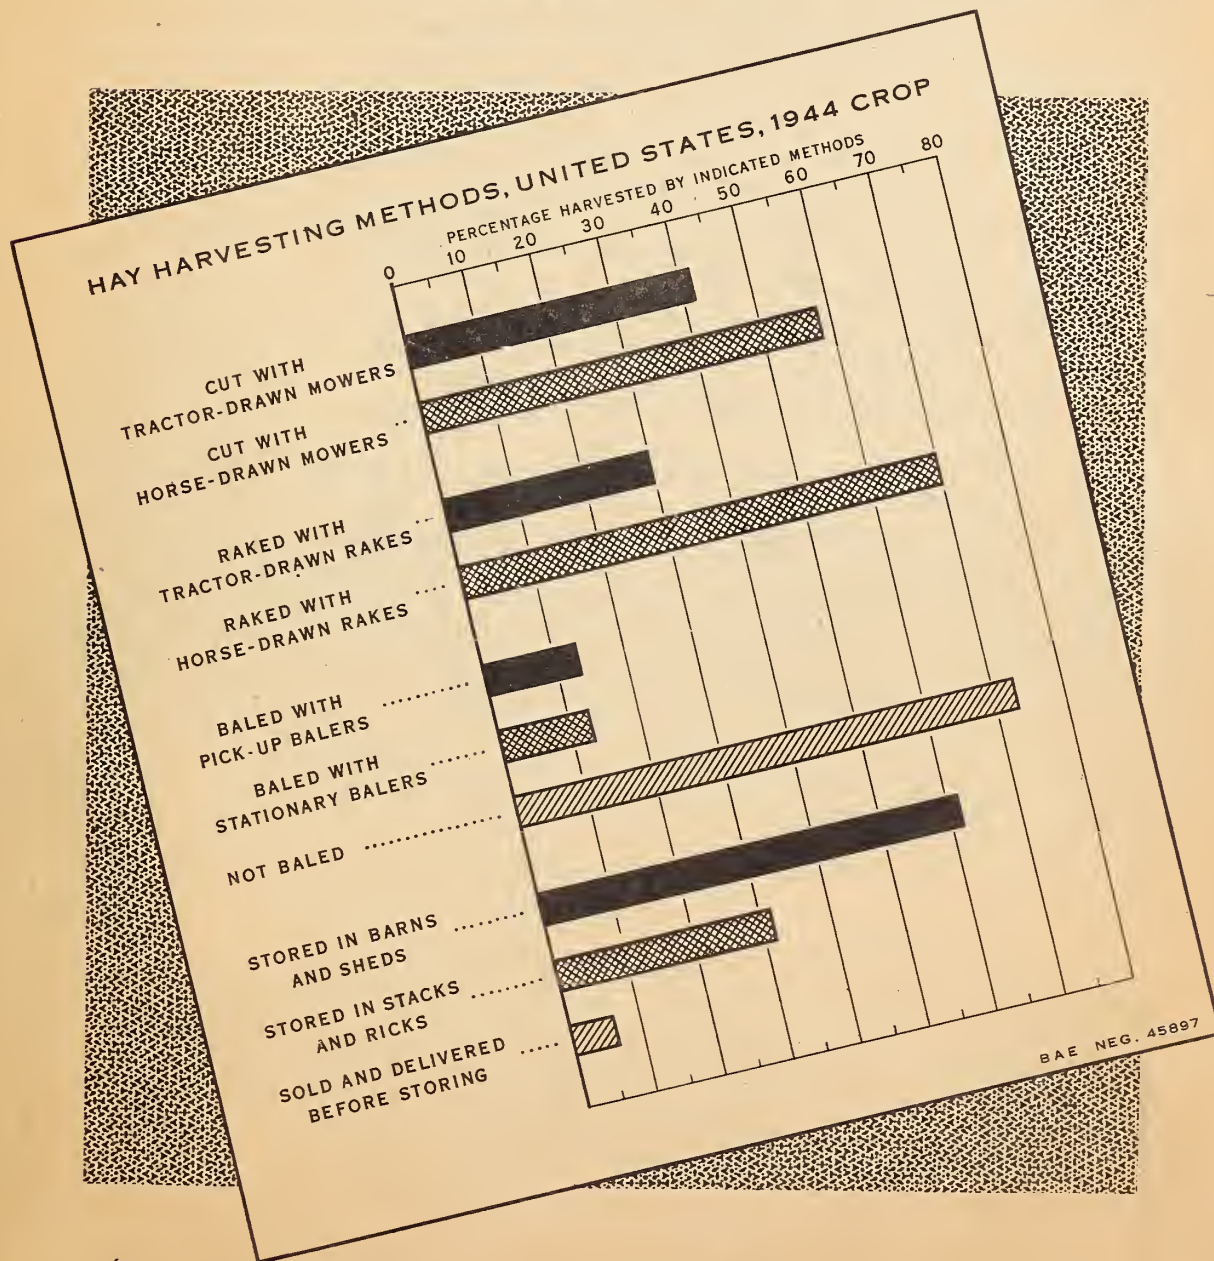 HAY HARVESTING METHODS, UNITED STATES, 1944 CROP
PERCENTAGE HARVESTED BY INDICATED METHODS
0 10 20 30 40 50 60 70 80
CUT WITH
TRACTOR-DRAWN MOWERS
CUT WITH
HORSE-DRAWN MOWERS
RAKED WITH
TRACTOR-DRAWN RAKES
RAKED WITH
HORSE-DRAWN RAKES
BALED WITH
PICK-UP BALERS
BALED WITH
STATIONARY BALERS
NOT BALED
STORED IN BARNS
AND SHEDS
STORED IN STACKS
AND RICKS
SOLD AND DELIVERED
BEFORE STORING
BAE NEG. 45897